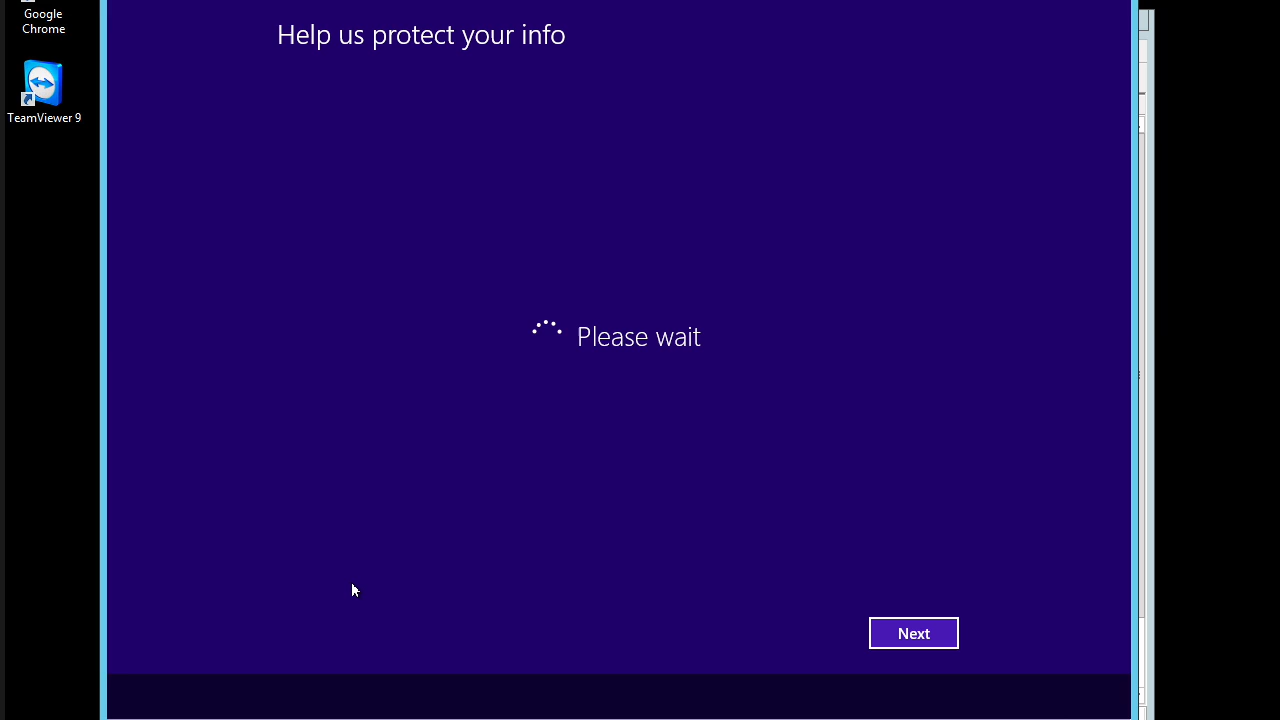 Google
Chrome
TeamViewer 9
Help us protect your info
Please wait
Next